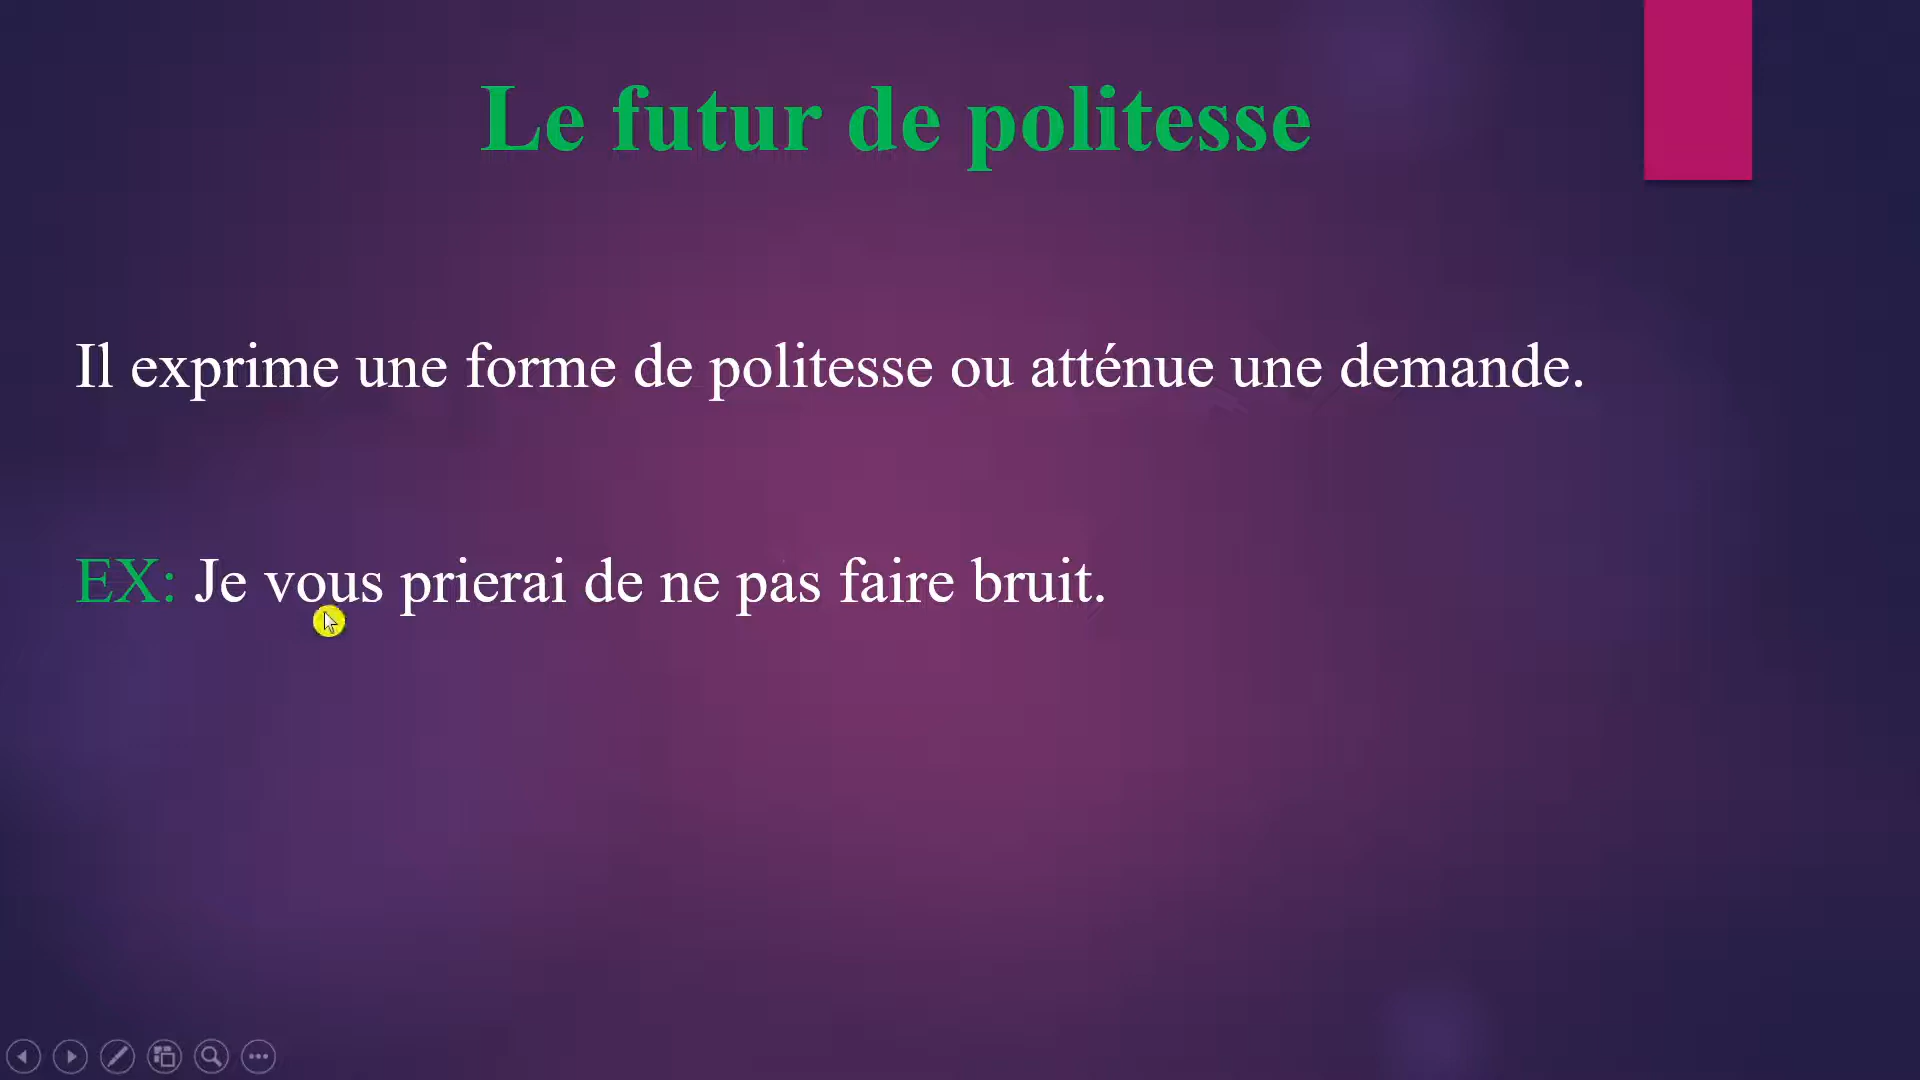 Le futur de politesse
Il exprime une forme de politesse ou atténue une demande.
EX: Je vous prierai de ne pas faire bruit.